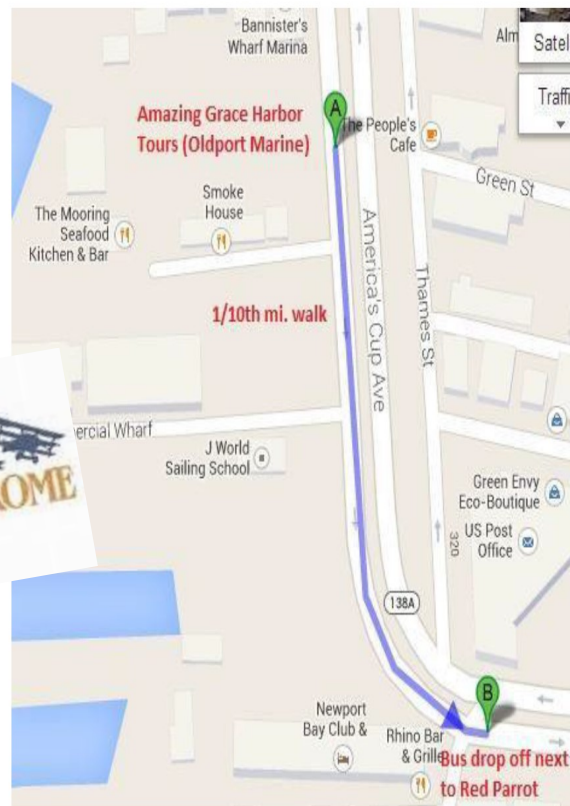 Bannister's
Wharf Marina
Satel
Traffi
Amazing Grace Harbor
Tours (Oldport Marine)
A
The People's
Cafe
Green St
Smoke
House
The Mooring
Seafood
Kitchen & Bar
America's Cup Ave
Thames St
1/10th mi. walk
ercial Wharf
J World
Sailing School
OME
Green Envy
Eco-Boutique
US Post
Office
320
138A
B
Newport
Bay Club &
Rhino Bar
& Grille
Bus drop off next
to Red Parrot